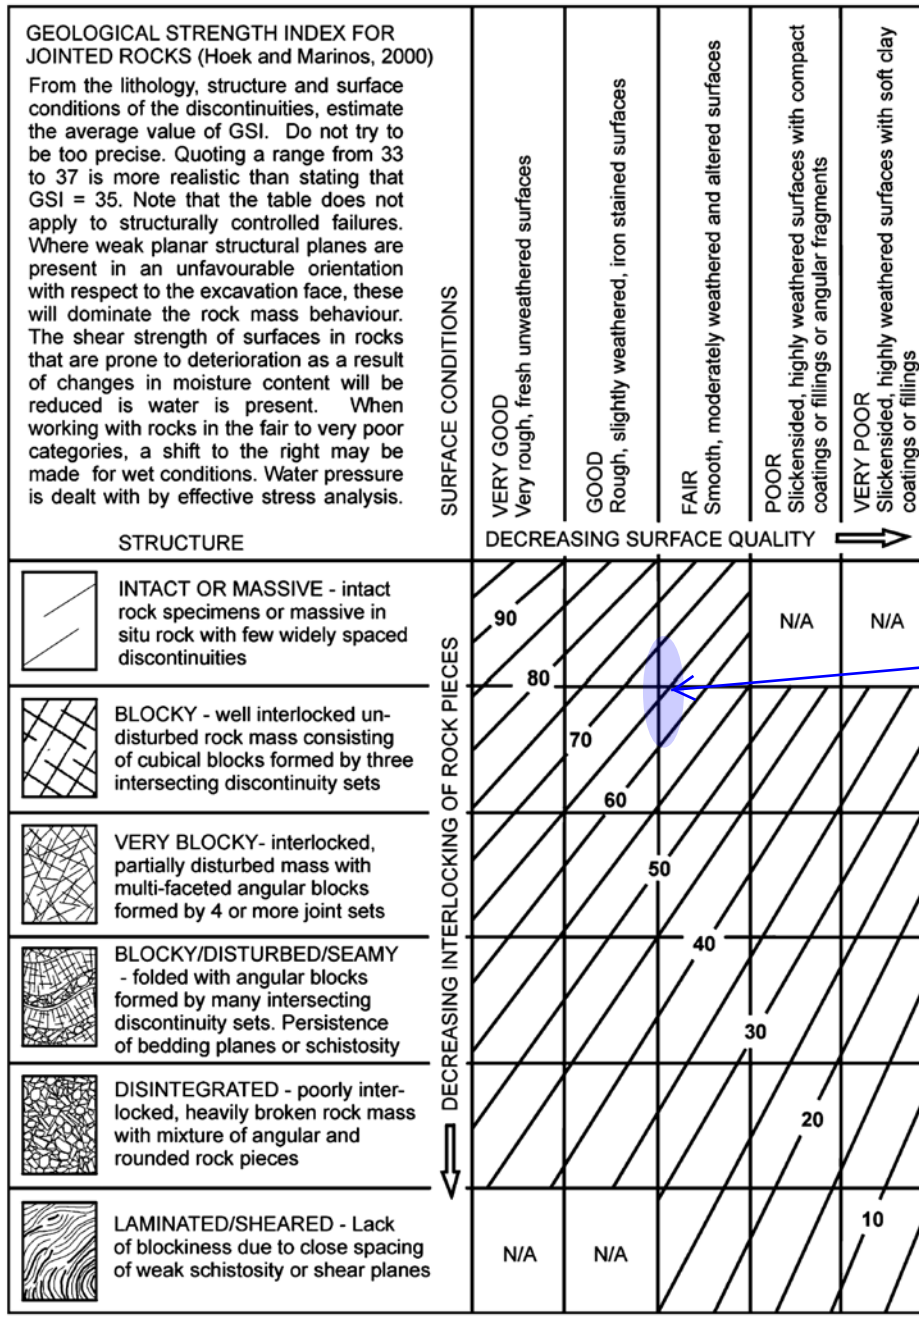 GEOLOGICAL STRENGTH INDEX FOR
JOINTED ROCKS (Hoek and Marinos, 2000)
From the lithology, structure and surface
conditions of the discontinuities, estimate
the average value of GSI. Do not try to
be too precise. Quoting a range from 33
to 37 is more realistic than stating that
GSI = 35. Note that the table does not
apply to structurally controlled failures.
Where weak planar structural planes are
present in an unfavourable orientation
with respect to the excavation face, these
will dominate the rock mass behaviour.
The shear strength of surfaces in rocks
that are prone to deterioration as a result
of changes in moisture content will be
reduced is water is present. When
working with rocks in the fair to very poor
categories, a shift to the right may be
made for wet conditions. Water pressure
is dealt with by effective stress analysis.
SURFACE CONDITIONS
VERY GOOD
Very rough, fresh unweathered surfaces
GOOD
Rough, slightly weathered, iron stained surfaces
FAIR
Smooth, moderately weathered and altered surfaces
POOR
Slickensided, highly weathered surfaces with compact
coatings or fillings or angular fragments
VERY POOR
Slickensided, highly weathered surfaces with soft clay
coatings or fillings
STRUCTURE
DECREASING SURFACE QUALITY
INTACT OR MASSIVE - intact
rock specimens or massive in
situ rock with few widely spaced
discontinuities
BLOCKY - well interlocked un-
disturbed rock mass consisting
of cubical blocks formed by three
intersecting discontinuity sets
VERY BLOCKY- interlocked,
partially disturbed mass with
multi-faceted angular blocks
formed by 4 or more joint sets
BLOCKY/DISTURBED/SEAMY
- folded with angular blocks
formed by many intersecting
discontinuity sets. Persistence
of bedding planes or schistosity
DISINTEGRATED - poorly inter-
locked, heavily broken rock mass
with mixture of angular and
rounded rock pieces
LAMINATED/SHEARED - Lack
of blockiness due to close spacing
of weak schistosity or shear planes
DECREASING INTERLOCKING OF ROCK PIECES
90
N/A
N/A
80
70
60
50
40
30
20
10
N/A
N/A